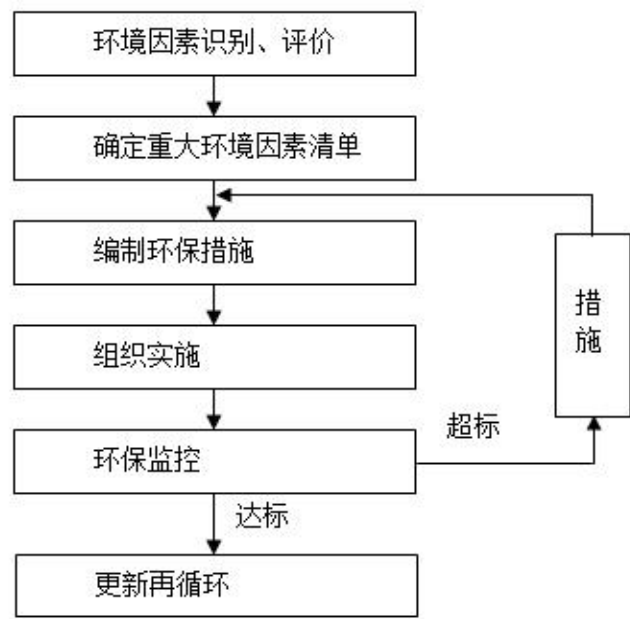 环境因素识别、评价
确定重大环境因素清单
编制环保措施
措
施
组织实施
超标
环保监控
达标
更新再循环